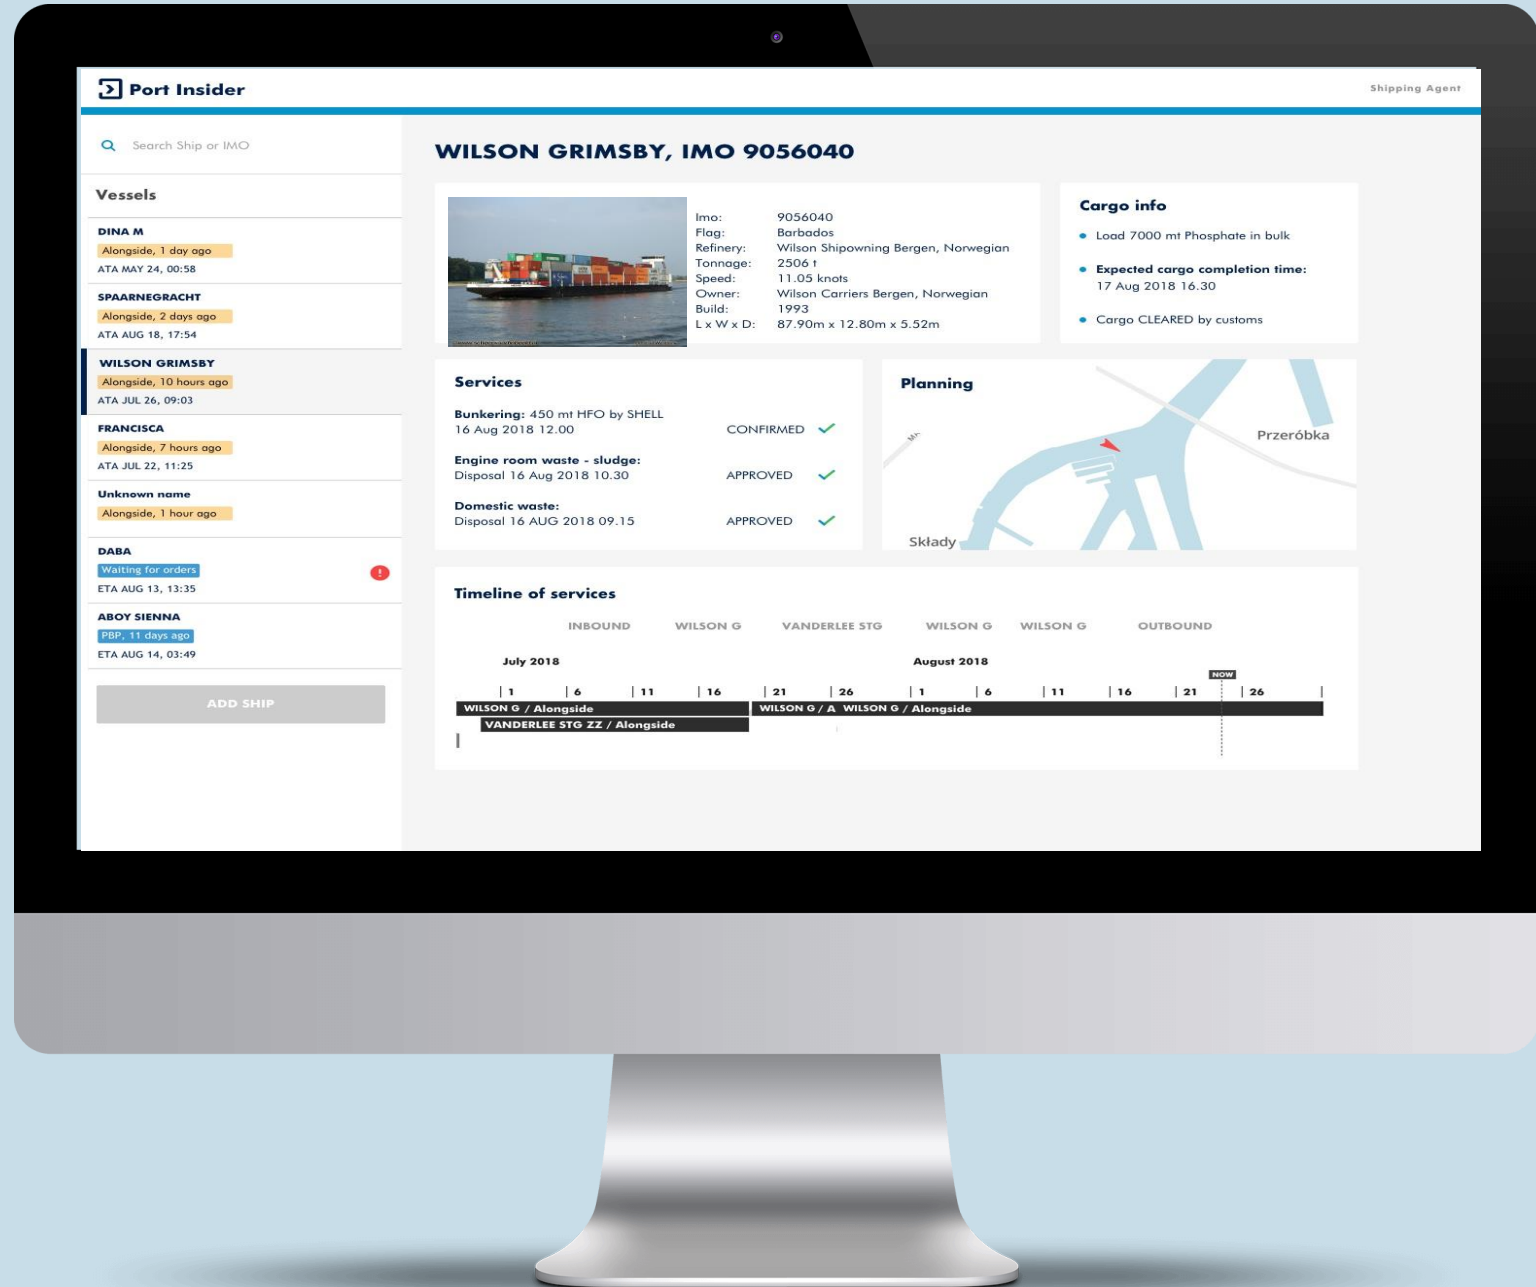 Port Insider
Shipping Agent
Search Ship or IMO
Vessels
DINA M
Alongside, 1 day ago
ATA MAY 24, 00:58
SPAARNEGRACHT
Alongside, 2 days ago
ATA AUG 18, 17:54
WILSON GRIMSBY
Alongside, 10 hours ago
ATA JUL 26, 09:03
FRANCISCA
Alongside, 7 hours ago
ATA JUL 22, 11:25
Unknown name
Alongside, 1 hour ago
DABA
Waiting for orders
ETA AUG 13, 13:35
ABOY SIENNA
PBP, 11 days ago
ETA AUG 14, 03:49
ADD SHIP
WILSON GRIMSBY, IMO 9056040
Imo: 9056040
Flag: Barbados
Refinery: Wilson Shipowning Bergen, Norwegian
Tonnage: 2506 t
Speed: 11.05 knots
Owner: Wilson Carriers Bergen, Norwegian
Build: 1993
L x W x D: 87.90m x 12.80m x 5.52m
Cargo info
Load 7000 mt Phosphate in bulk
Expected cargo completion time:
17 Aug 2018 16.30
Cargo CLEARED by customs
Services
Bunkering: 450 mt HFO by SHELL
16 Aug 2018 12.00 CONFIRMED
Engine room waste - sludge:
Disposal 16 Aug 2018 10.30 APPROVED
Domestic waste:
Disposal 16 AUG 2018 09.15 APPROVED
Planning
Przeróbka
Składy
Timeline of services
INBOUND WILSON G VANDERLEE STG WILSON G WILSON G OUTBOUND
July 2018 August 2018
NOW
1 6 11 16 21 26 1 6 11 16 21 26
WILSON G / Alongside WILSON G / A WILSON G / Alongside
VANDERLEE STG ZZ / Alongside